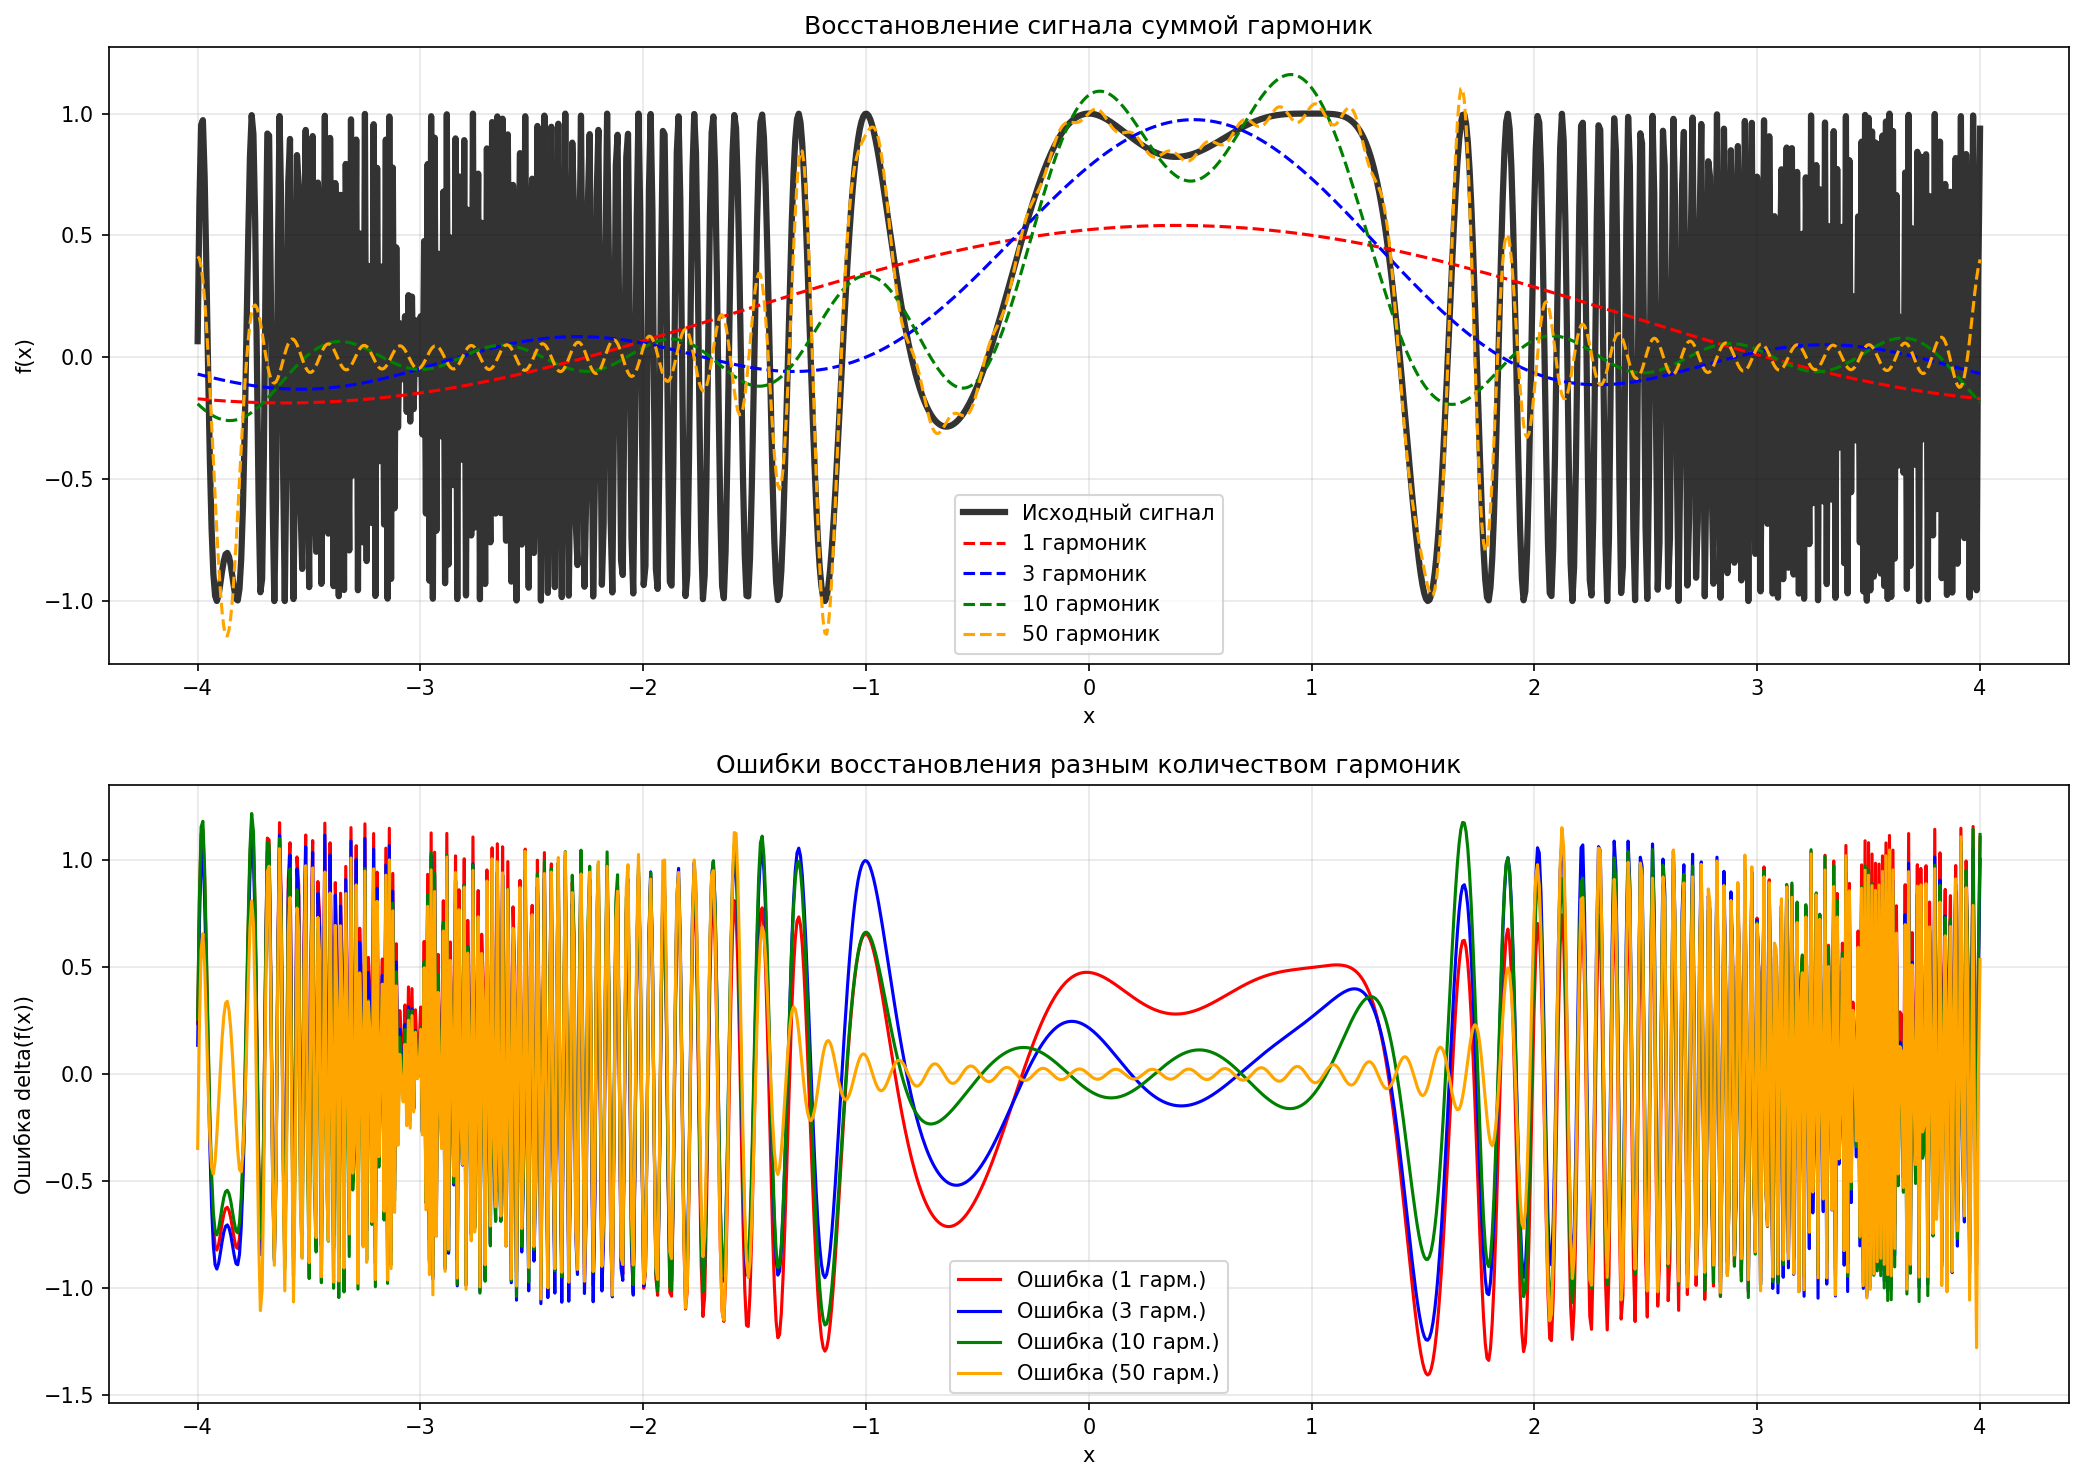 Восстановление сигнала суммой гармоник
1.0
0.5
0.0
−0.5
−1.0
f(x)
Исходный сигнал
1 гармоник
3 гармоник
10 гармоник
50 гармоник
−4
−3
−2
−1
0
1
2
3
4
x
Ошибки восстановления разным количеством гармоник
1.0
0.5
0.0
−0.5
−1.0
−1.5
Ошибка delta(f(x))
Ошибка (1 гарм.)
Ошибка (3 гарм.)
Ошибка (10 гарм.)
Ошибка (50 гарм.)
−4
−3
−2
−1
0
1
2
3
4
x